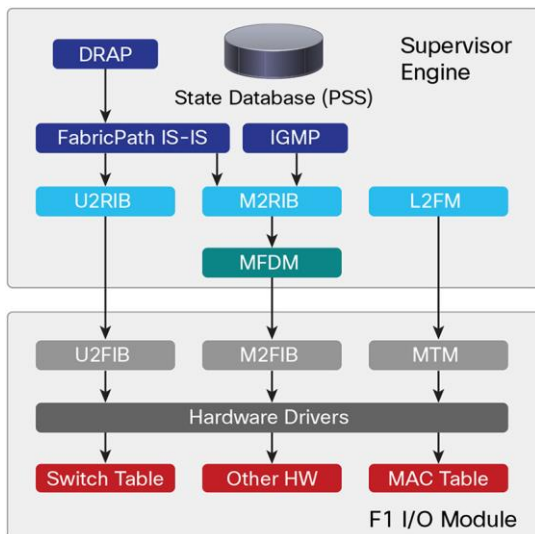 DRAP
Supervisor
Engine
State Database (PSS)
FabricPath IS-IS
IGMP
U2RIB
M2RIB
L2FM
MFDM
U2FIB
M2FIB
MTM
Hardware Drivers
Switch Table
Other HW
MAC Table
F1 I/O Module